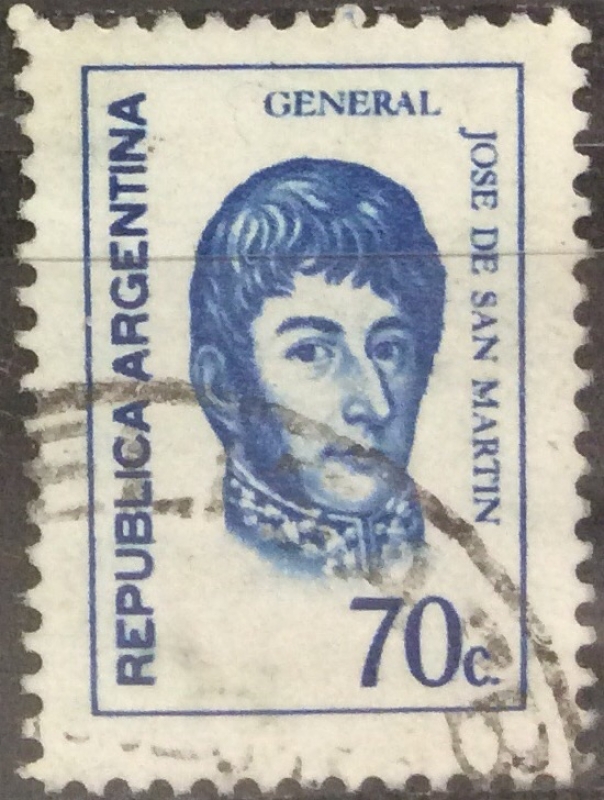 GENERAL
JOSE DE SAN MARTIN
REPUBLICA ARGENTINA
70c.